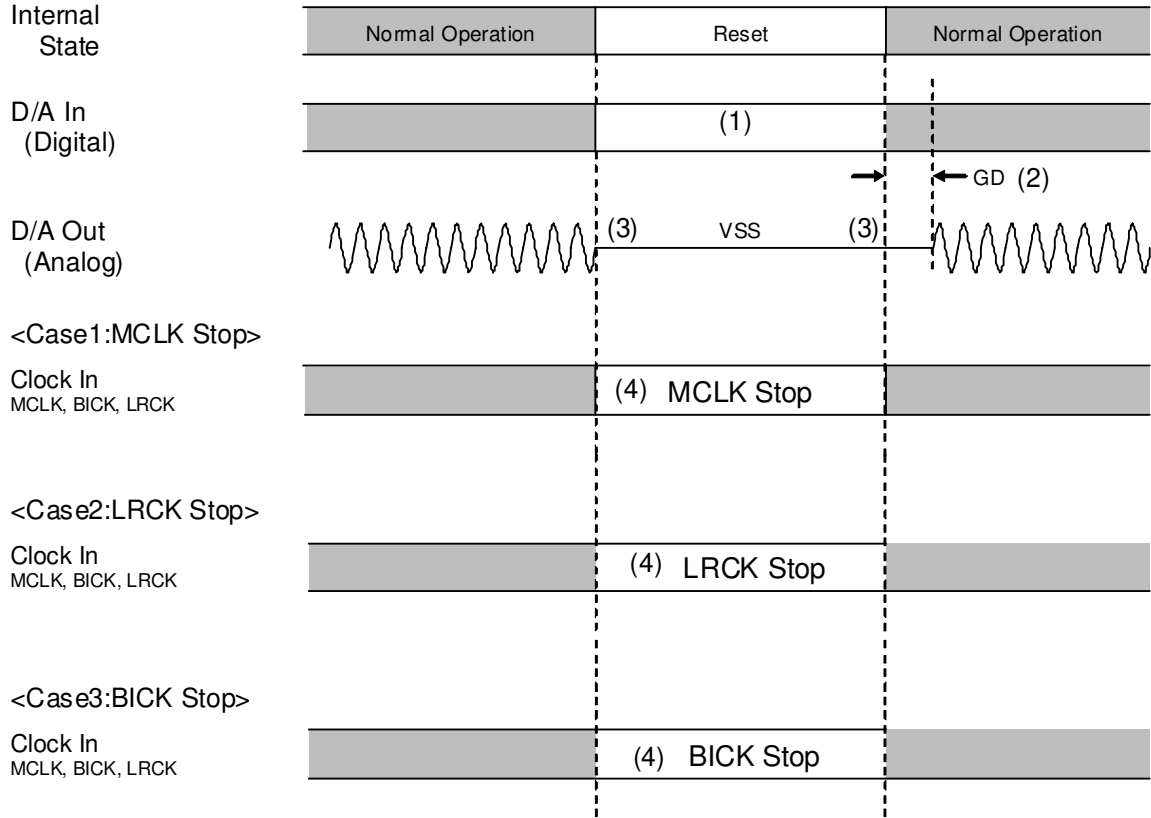 Internal
State
Normal Operation
Reset
Normal Operation
D/A In
(Digital)
(1)
GD (2)
D/A Out
(Analog)
(3)
VSS
(3)
<Case1:MCLK Stop>
Clock In
MCLK, BICK, LRCK
(4) MCLK Stop
<Case2:LRCK Stop>
Clock In
MCLK, BICK, LRCK
(4) LRCK Stop
<Case3:BICK Stop>
Clock In
MCLK, BICK, LRCK
(4) BICK Stop